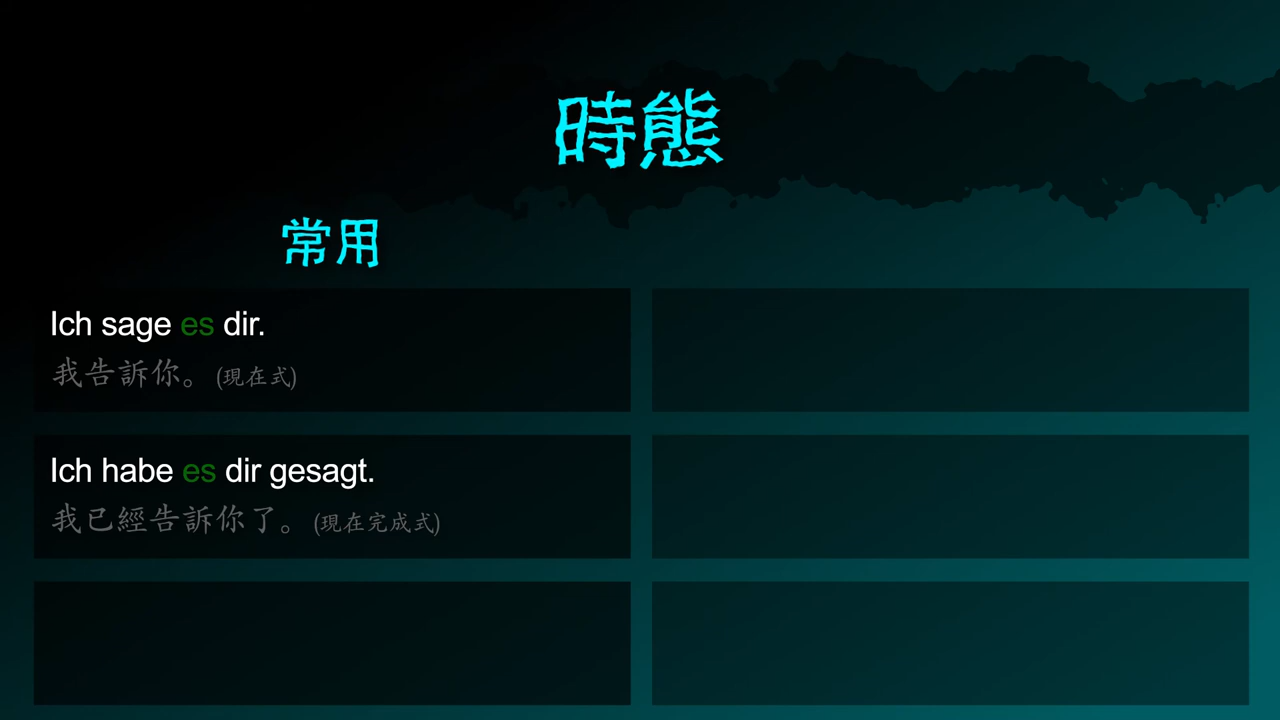 時態
常用
Ich sage es dir.
我告訴你。(現在式)
Ich habe es dir gesagt.
我已經告訴你了。(現在完成式)